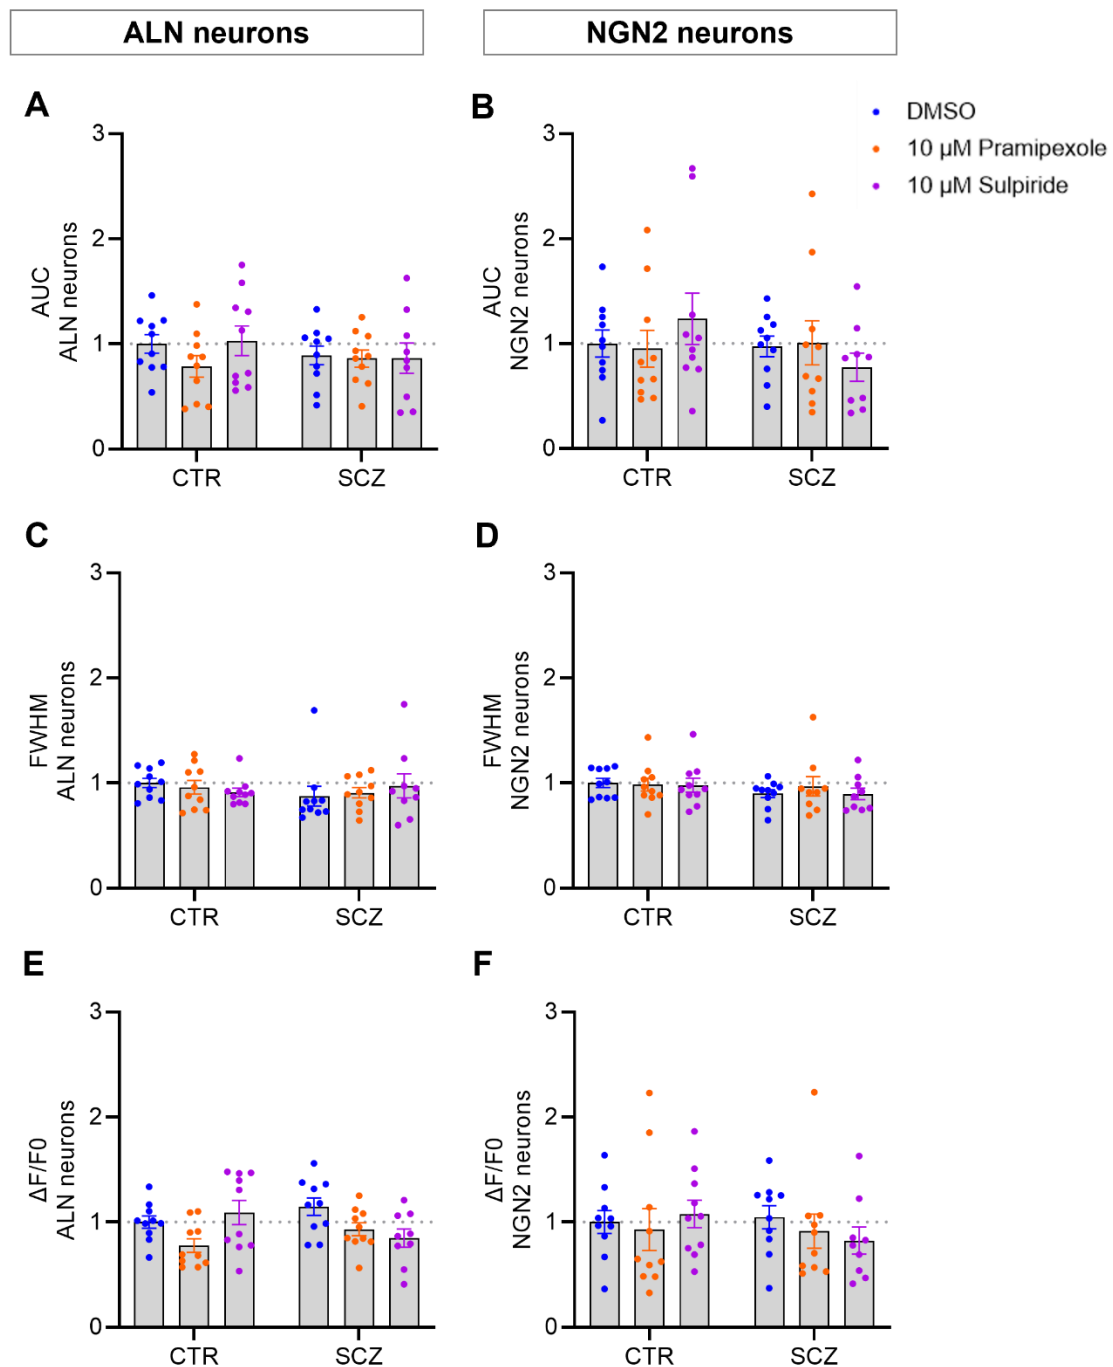 ALN neurons
NGN2 neurons
A
B
DMSO
10 µM Pramipexole
10 µM Sulpiride
3
2
1
0
AUC
ALN neurons
CTR
SCZ
3
2
1
0
AUC
NGN2 neurons
CTR
SCZ
C
D
3
2
1
0
FWHM
ALN neurons
CTR
SCZ
3
2
1
0
FWHM
NGN2 neurons
CTR
SCZ
E
F
3
2
1
0
ΔF/F0
ALN neurons
CTR
SCZ
3
2
1
0
ΔF/F0
NGN2 neurons
CTR
SCZ